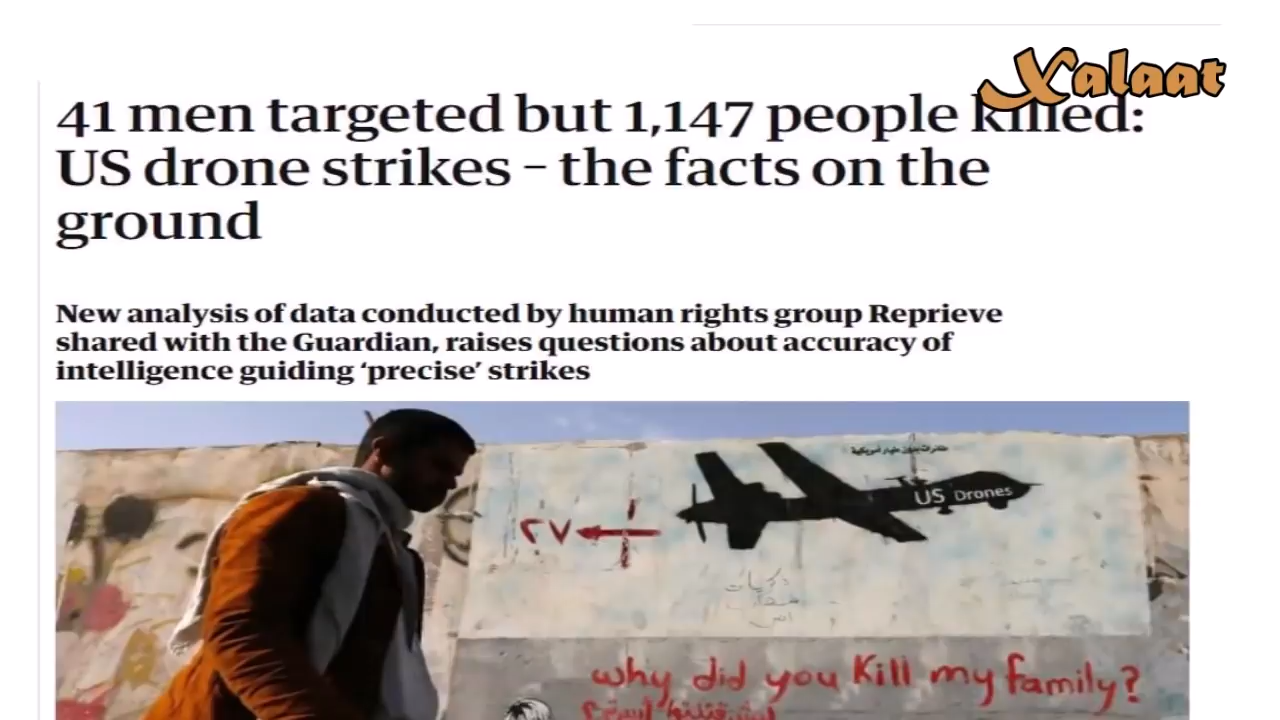 Xalaat
41 men targeted but 1,147 people killed:
US drone strikes – the facts on the
ground
New analysis of data conducted by human rights group Reprieve
shared with the Guardian, raises questions about accuracy of
intelligence guiding ‘precise’ strikes
US Drones
٢٧
why did you kill my family?